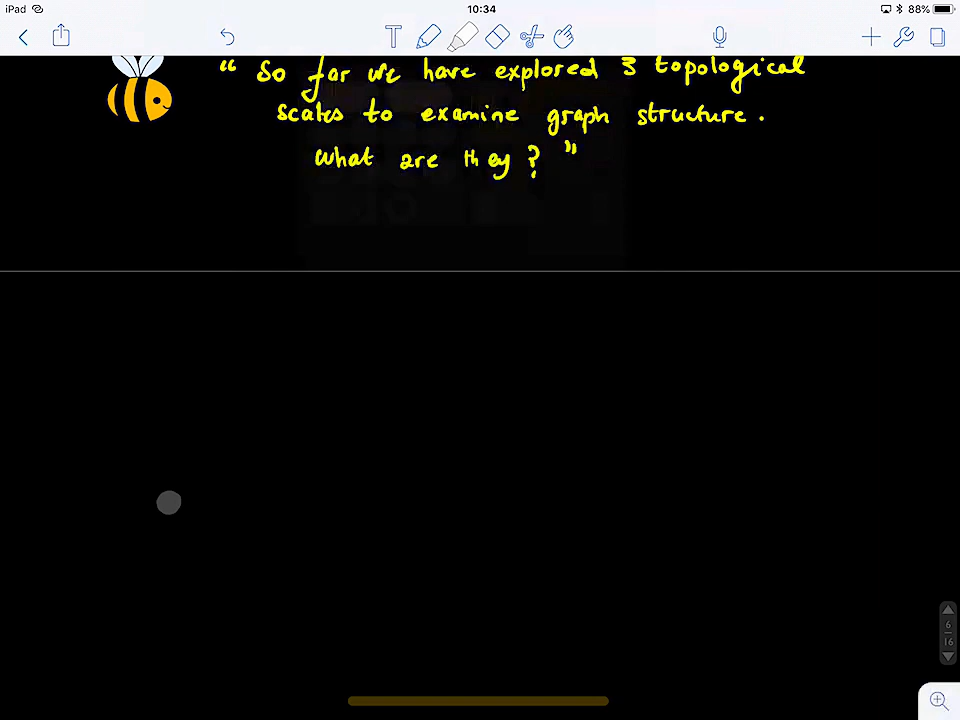 iPad
10:34
88%
T
" So far we have explored 3 topological
scales to examine graph structure .
What are they ? "
6
16